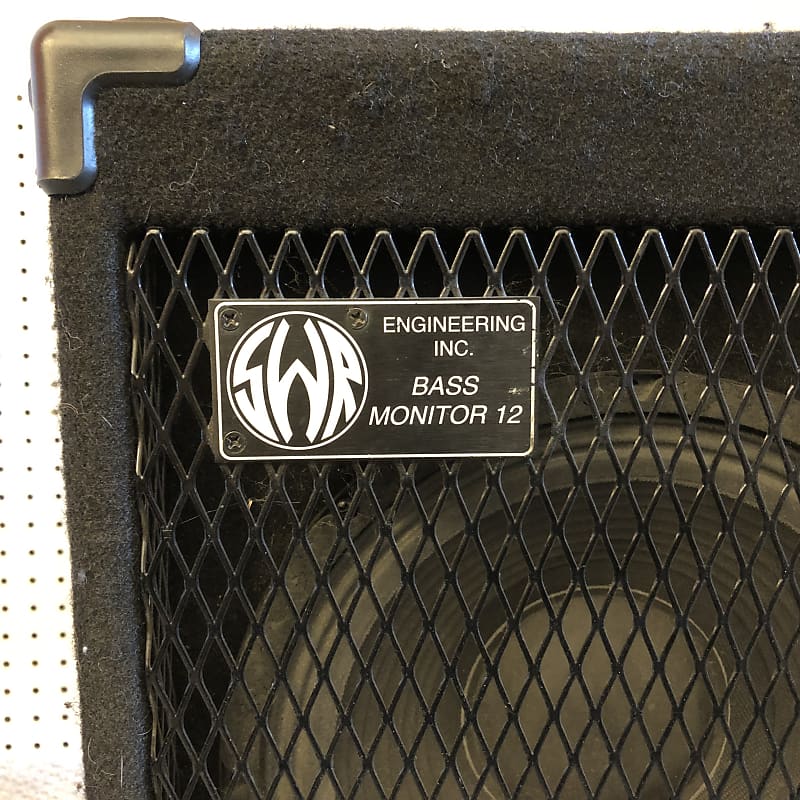 SWR
ENGINEERING
INC.
BASS
MONITOR 12